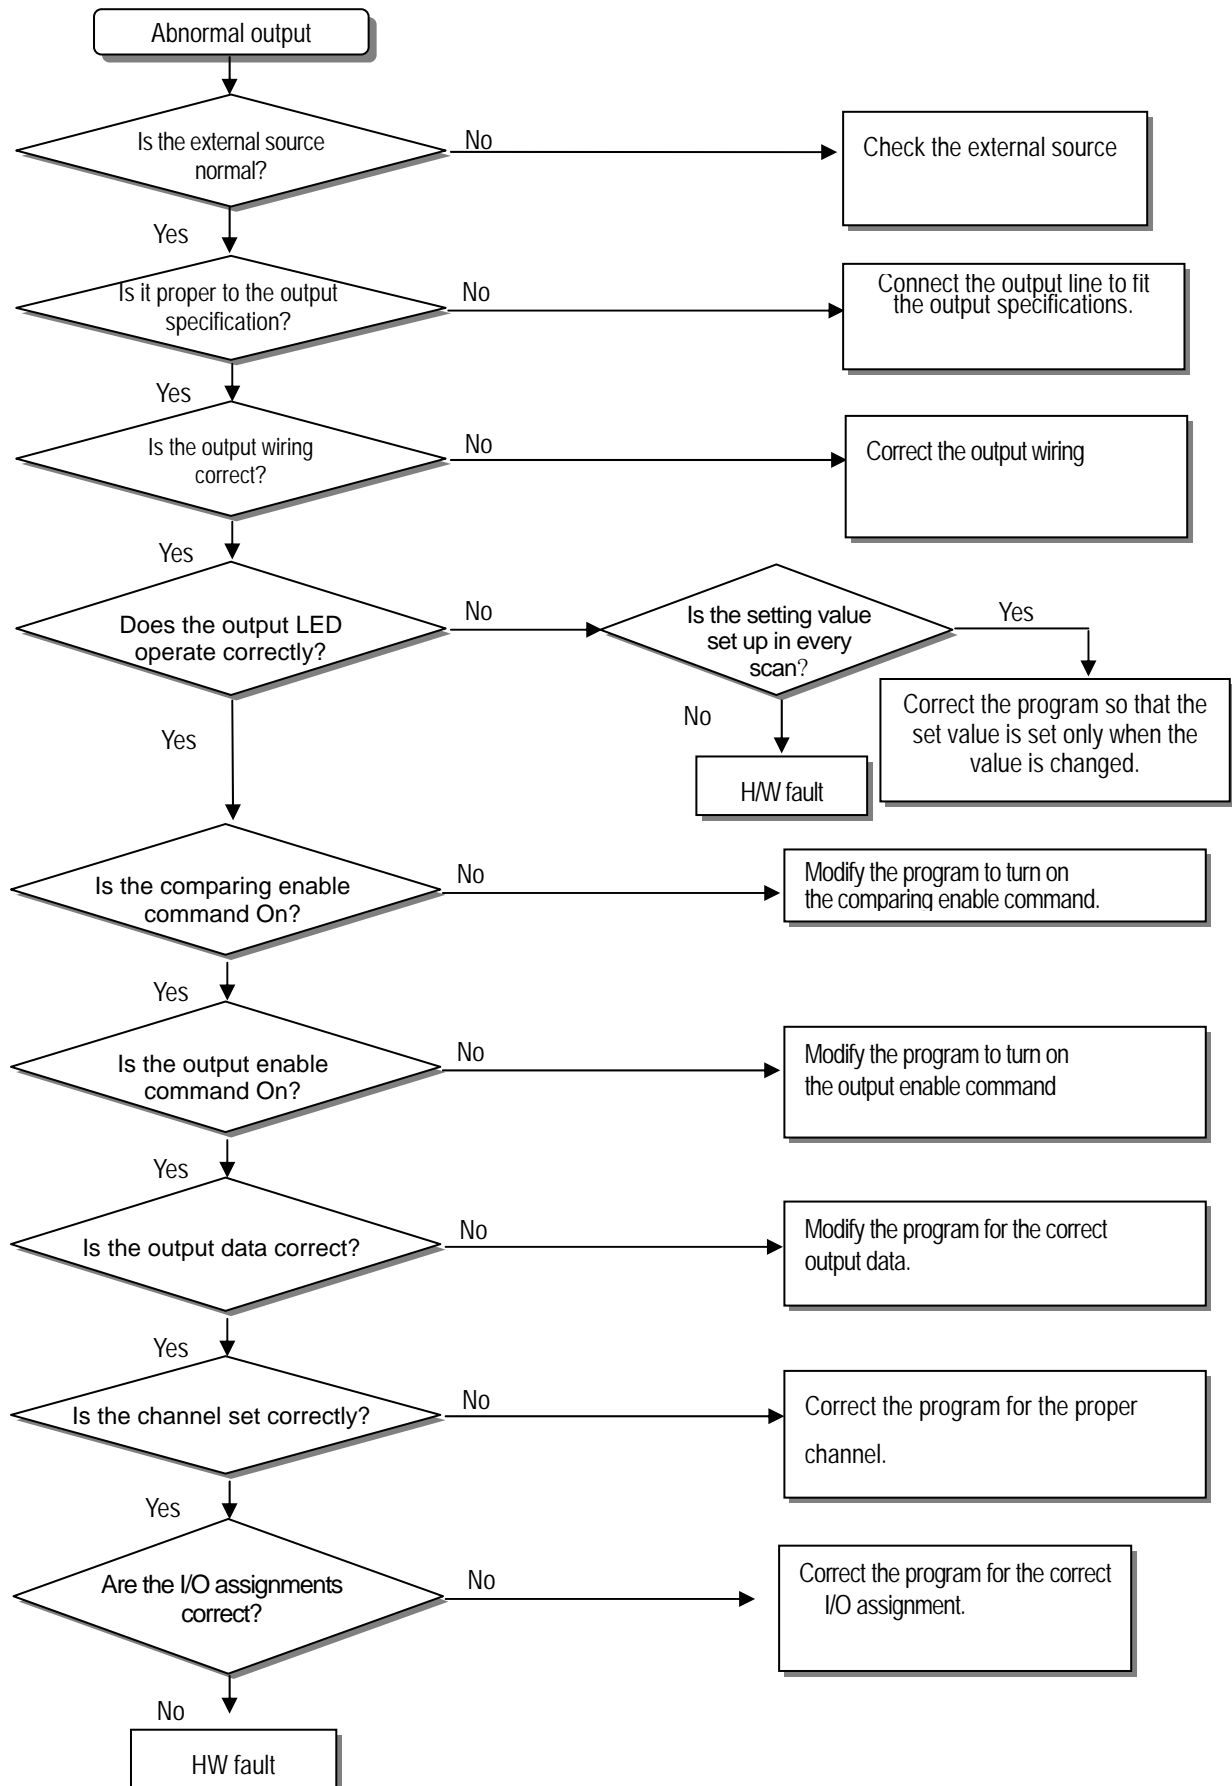 Abnormal output
Is the external source
normal?
No
Check the external source
Yes
Is it proper to the output
specification?
No
Connect the output line to fit
the output specifications.
Yes
Is the output wiring
correct?
No
Correct the output wiring
Yes
Does the output LED
operate correctly?
No
Is the setting value
set up in every
scan?
Yes
Correct the program so that the
set value is set only when the
value is changed.
No
H/W fault
Yes
Is the comparing enable
command On?
No
Modify the program to turn on
the comparing enable command.
Yes
Is the output enable
command On?
No
Modify the program to turn on
the output enable command
Yes
Is the output data correct?
No
Modify the program for the correct
output data.
Yes
Is the channel set correctly?
No
Correct the program for the proper
channel.
Yes
Are the I/O assignments
correct?
No
Correct the program for the correct
I/O assignment.
No
HW fault